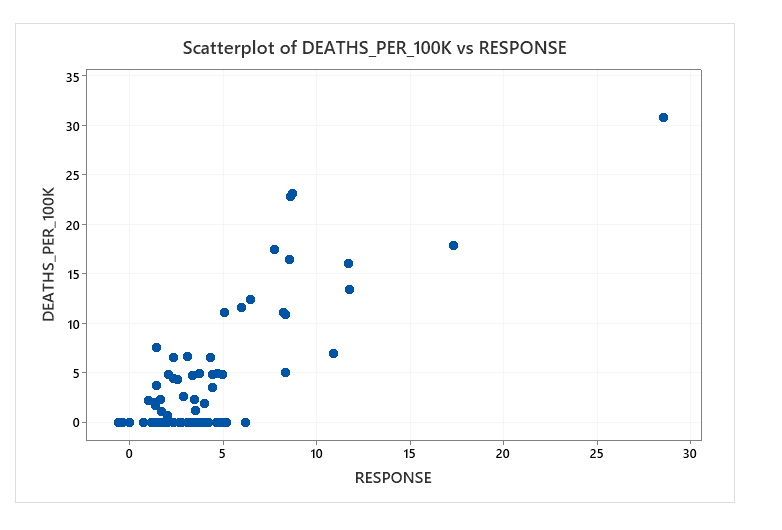 Scatterplot of DEATHS_PER_100K vs RESPONSE
35
30
25
20
15
10
5
0
DEATHS_PER_100K
0 5 10 15 20 25 30
RESPONSE